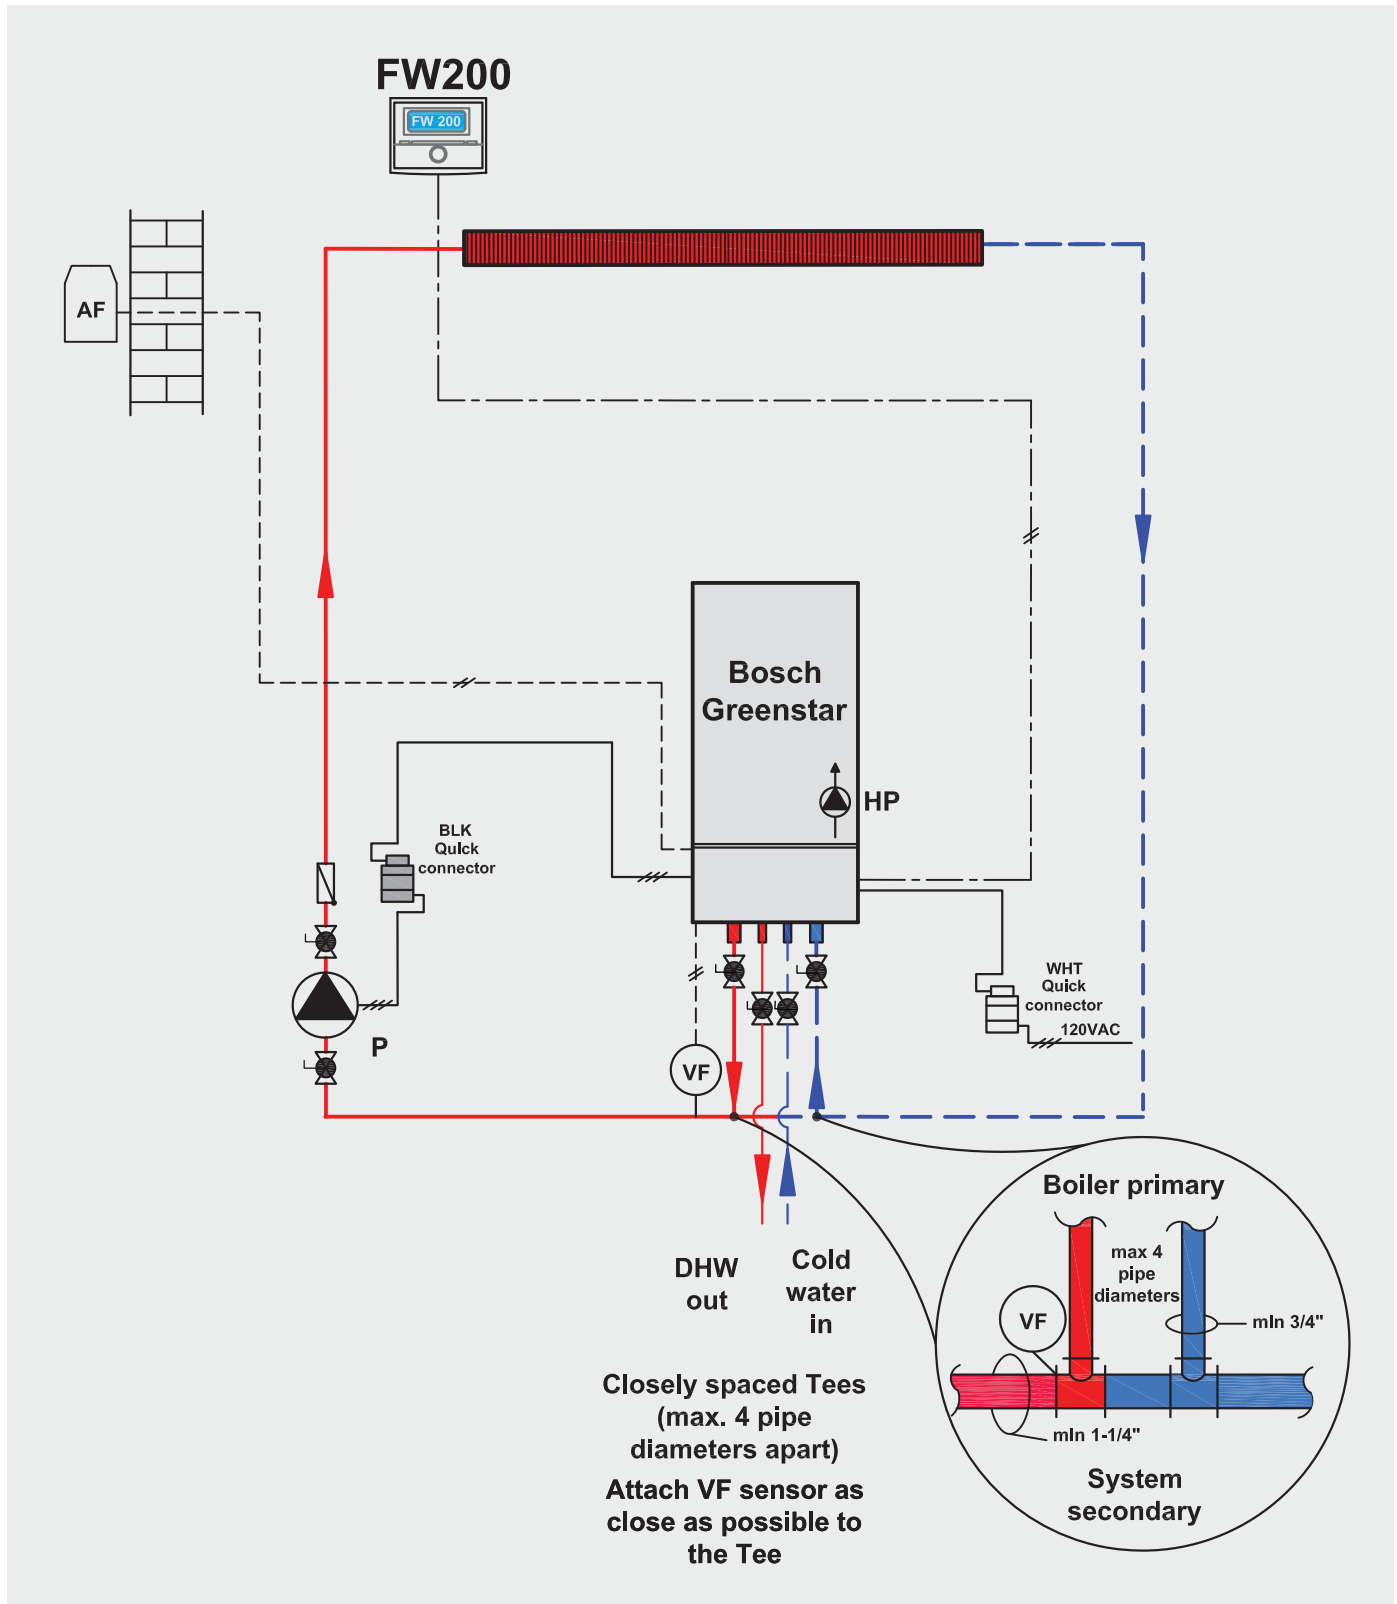 FW200
FW 200
AF
Bosch
Greenstar
HP
BLK
Quick
connector
P
VF
WHT
Quick
connector
120VAC
DHW
out
Cold
water
in
Closely spaced Tees
(max. 4 pipe
diameters apart)
Attach VF sensor as
close as possible to
the Tee
Boiler primary
max 4
pipe
diameters
VF
min 3/4"
min 1-1/4"
System
secondary